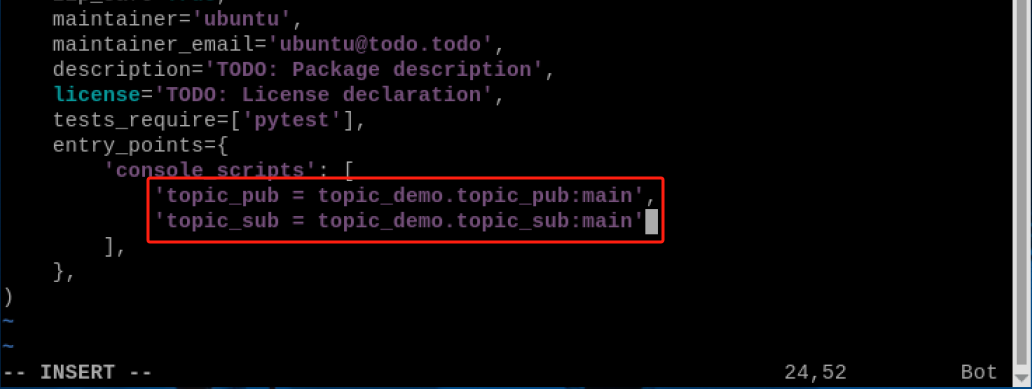 maintainer='ubuntu',
maintainer_email='ubuntu@todo.todo',
description='TODO: Package description',
license='TODO: License declaration',
tests_require=['pytest'],
entry_points={
'console_scripts': [
'topic_pub = topic_demo.topic_pub:main',
'topic_sub = topic_demo.topic_sub:main'
],
},
)
~
~
-- INSERT -- 24,52 Bot